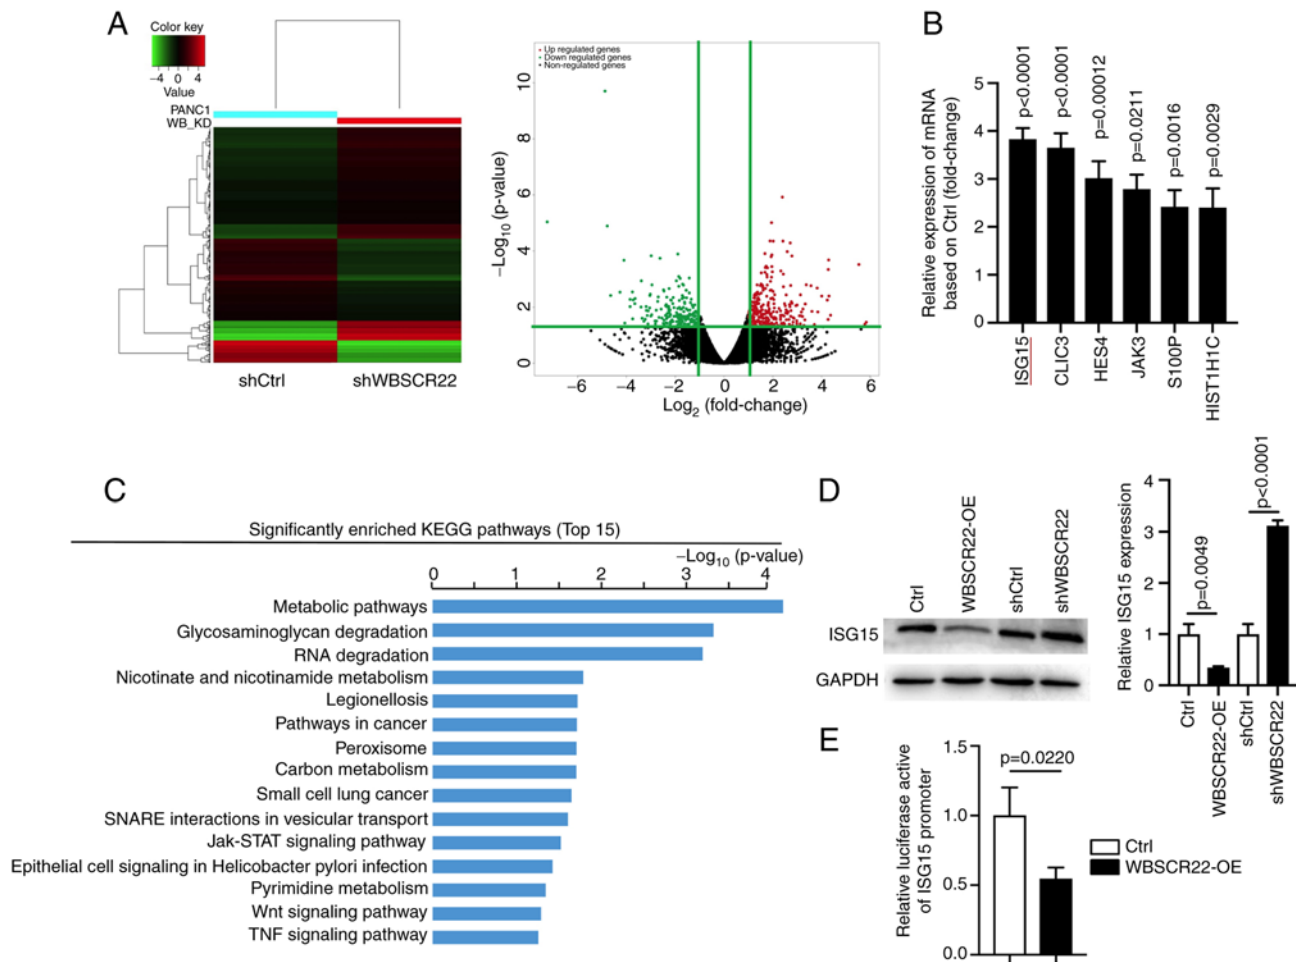 A
Color key
−4 0 4
Value
PANC1
WB_KD
shCtrl
shWBSCR22
Up regulated genes
Down regulated genes
Non-regulated genes
−Log10 (p-value)
10
8
6
4
2
0
−6 −4 −2 0 2 4 6
Log2 (fold-change)
B
Relative expression of mRNA
based on Ctrl (fold-change)
5
4
3
2
1
0
p<0.0001
p<0.0001
p=0.00012
p=0.0211
p=0.0016
p=0.0029
ISG15
CLIC3
HES4
JAK3
S100P
HIST1H1C
C
Significantly enriched KEGG pathways (Top 15)
−Log10 (p-value)
0 1 2 3 4
Metabolic pathways
Glycosaminoglycan degradation
RNA degradation
Nicotinate and nicotinamide metabolism
Legionellosis
Pathways in cancer
Peroxisome
Carbon metabolism
Small cell lung cancer
SNARE interactions in vesicular transport
Jak-STAT signaling pathway
Epithelial cell signaling in Helicobacter pylori infection
Pyrimidine metabolism
Wnt signaling pathway
TNF signaling pathway
D
Ctrl
WBSCR22-OE
shCtrl
shWBSCR22
ISG15
GAPDH
Relative ISG15 expression
4
3
2
1
0
p=0.0049
p<0.0001
Ctrl
WBSCR22-OE
shCtrl
shWBSCR22
E
Relative luciferase active
of ISG15 promoter
1.5
1.0
0.5
0.0
p=0.0220
Ctrl
WBSCR22-OE